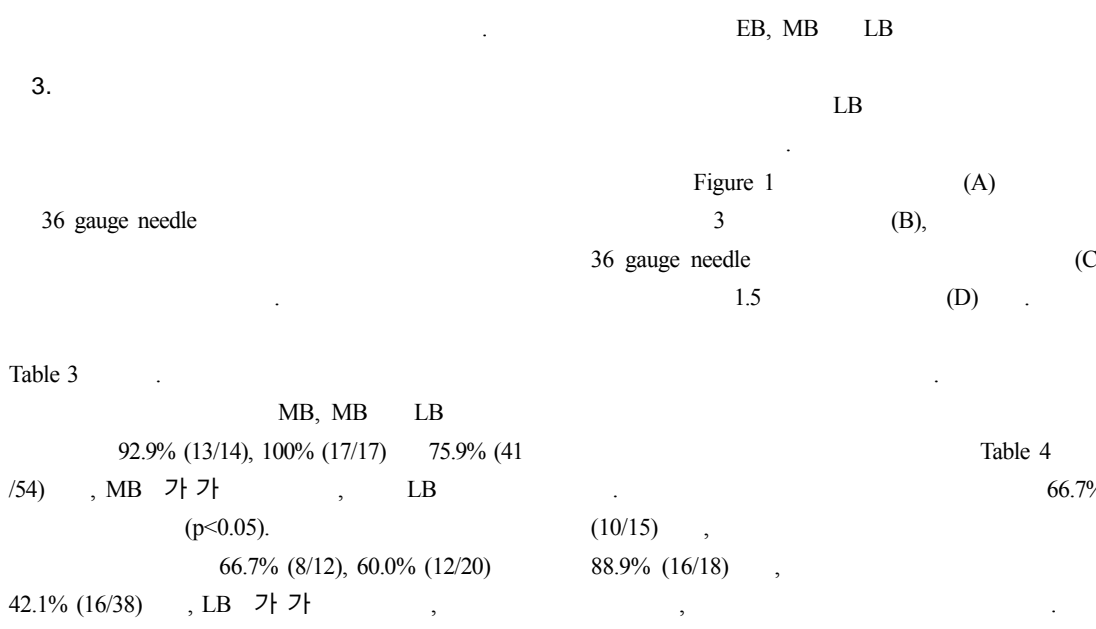 .
3.
36 gauge needle
.
Table 3 .
MB, MB LB
92.9% (13/14), 100% (17/17) 75.9% (41
/54) , MB 가 가 , LB
(p<0.05).
66.7% (8/12), 60.0% (12/20)
42.1% (16/38) , LB 가 가 ,
EB, MB LB
LB
.
Figure 1 (A)
3 (B),
36 gauge needle (C
1.5 (D) .
.
Table 4
. 66.7%
(10/15) ,
88.9% (16/18) ,
, .